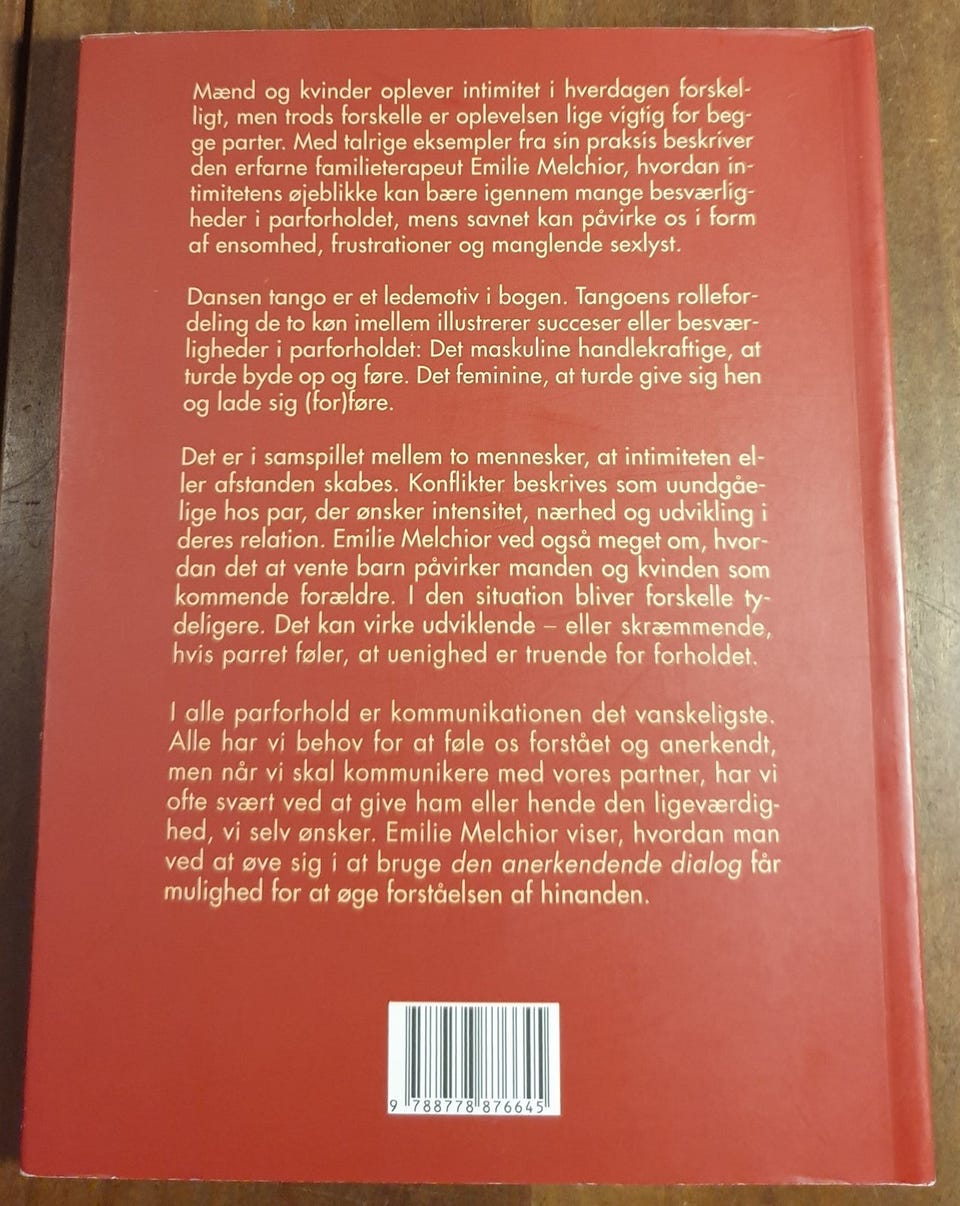 Mænd og kvinder oplever intimitet i hverdagen forskel-
ligt, men trods forskelle er oplevelsen lige vigtig for beg-
ge parter. Med talrige eksempler fra sin praksis beskriver
den erfarne familieterapeut Emilie Melchior, hvordan in-
timitetens øjeblikke kan bære igennem mange besværlig-
heder i parforholdet, mens savnet kan påvirke os i form
af ensomhed, frustrationer og manglende sexlyst.
Dansen tango er et ledemotiv i bogen. Tangoens rollefor-
deling de to køn imellem illustrerer succeser eller besvær-
ligheder i parforholdet: Det maskuline handlekraftige, at
turde byde op og føre. Det feminine, at turde give sig hen
og lade sig (for)føre.
Det er i samspillet mellem to mennesker, at intimiteten el-
ler afstanden skabes. Konflikter beskrives som uundgåe-
lige hos par, der ønsker intensitet, nærhed og udvikling i
deres relation. Emilie Melchior ved også meget om, hvor-
dan det at vente barn påvirker manden og kvinden som
kommende forældre. I den situation bliver forskelle ty-
deligere. Det kan virke udviklende – eller skræmmende,
hvis parret føler, at uenighed er truende for forholdet.
I alle parforhold er kommunikationen det vanskeligste.
Alle har vi behov for at føle os forstået og anerkendt,
men når vi skal kommunikere med vores partner, har vi
ofte svært ved at give ham eller hende den ligeværdig-
hed, vi selv ønsker. Emilie Melchior viser, hvordan man
ved at øve sig i at bruge den anerkendende dialog får
mulighed for at øge forståelsen af hinanden.
9 788778 876645